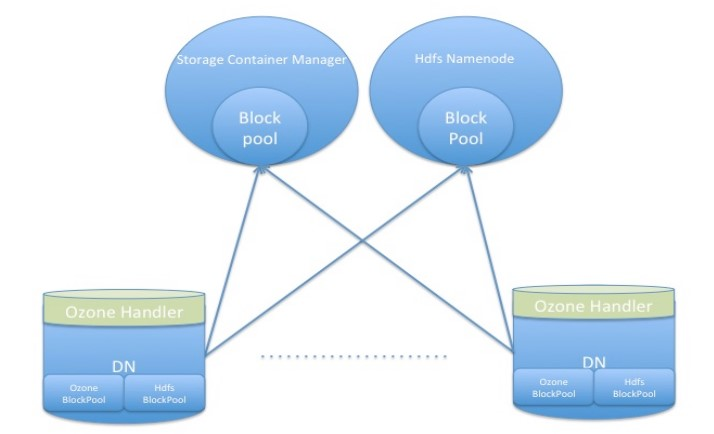 Storage Container Manager
Block
pool
Hdfs Namenode
Block
Pool
Ozone Handler
DN
Ozone
BlockPool
Hdfs
BlockPool
Ozone Handler
DN
Ozone
BlockPool
Hdfs
BlockPool